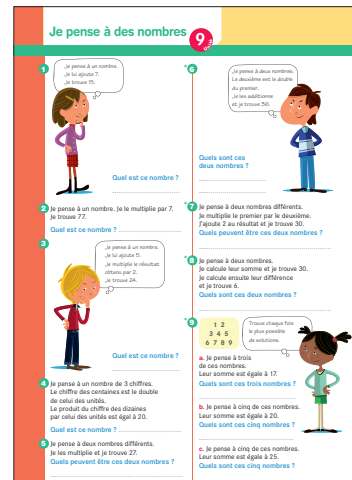 Je pense à des nombres
9
1
Je pense à un nombre.
Je lui ajoute 7.
Je trouve 15.
Quel est ce nombre ?
2 Je pense à un nombre. Je le multiplie par 7.
Je trouve 77.
Quel est ce nombre ?
3
Je pense à un nombre.
Je lui ajoute 5.
Je multiplie le résultat
obtenu par 2.
Je trouve 24.
Quel est ce nombre ?
4 Je pense à un nombre de 3 chiffres.
Le chiffre des centaines est le double
de celui des unités.
Le produit du chiffre des dizaines
par celui des unités est égal à 20.
Quel est ce nombre ?
5 Je pense à deux nombres différents.
Je les multiplie et je trouve 27.
Quels peuvent être ces deux nombres ?
*6
Je pense à deux nombres.
Le deuxième est le double
du premier.
Je les additionne
et je trouve 36.
Quels sont ces
deux nombres ?
*7 Je pense à deux nombres différents.
Je multiplie le premier par le deuxième.
J'ajoute 2 au résultat et je trouve 30.
Quels peuvent être ces deux nombres ?
*8 Je pense à deux nombres.
Je calcule leur somme et je trouve 30.
Je calcule ensuite leur différence
et je trouve 6.
Quels sont ces deux nombres ?
*9
1 2
3 4 5
6 7 8 9
Trouve chaque fois
le plus possible
de solutions.
a. Je pense à trois
de ces nombres.
Leur somme est égale à 17.
Quels sont ces trois nombres ?
b. Je pense à cinq de ces nombres.
Leur somme est égale à 20.
Quels sont ces cinq nombres ?
c. Je pense à cinq de ces nombres.
Leur somme est égale à 25.
Quels sont ces cinq nombres ?